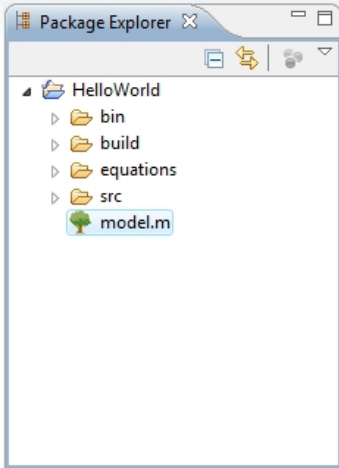 Package Explorer
HelloWorld
bin
build
equations
src
model.m